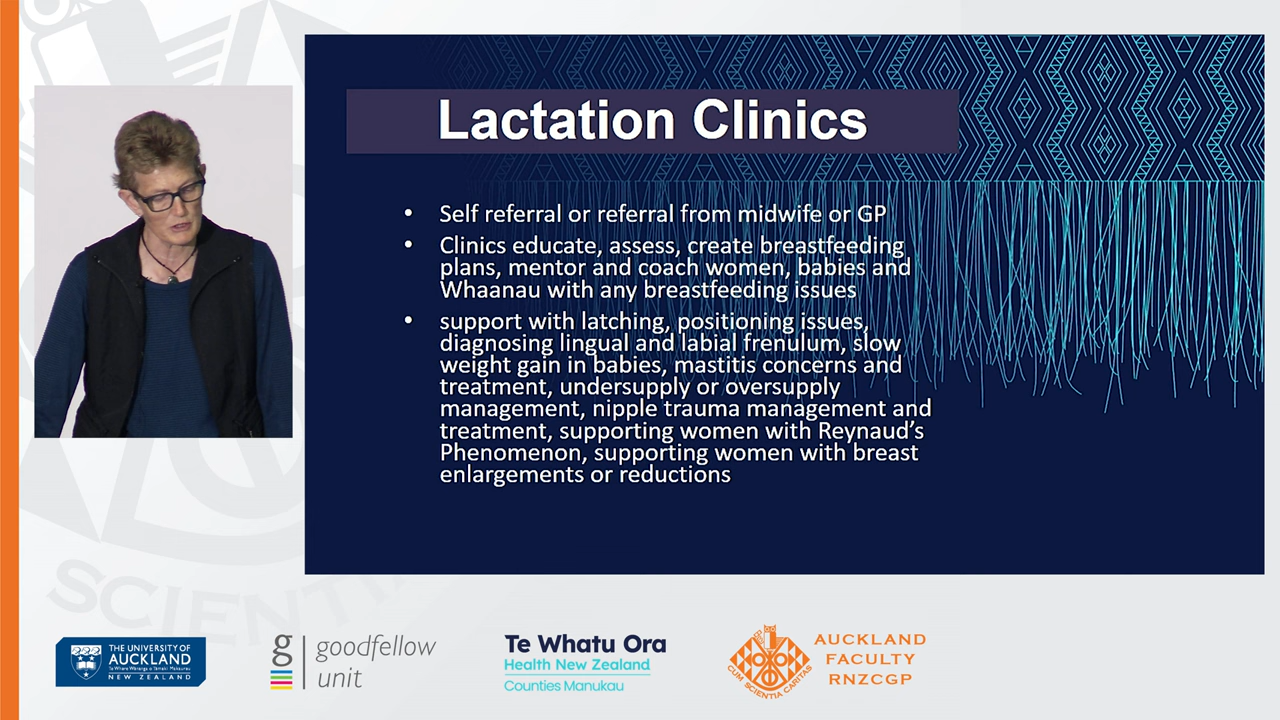 Lactation Clinics
• Self referral or referral from midwife or GP
• Clinics educate, assess, create breastfeeding
plans, mentor and coach women, babies and
Whaanau with any breastfeeding issues
• support with latching, positioning issues,
diagnosing lingual and labial frenulum, slow
weight gain in babies, mastitis concerns and
treatment, undersupply or oversupply
management, nipple trauma management and
treatment, supporting women with Reynaud's
Phenomenon, supporting women with breast
enlargements or reductions
SCIENTIA
THE UNIVERSITY OF
AUCKLAND
Te Whare Wānanga o Tāmaki Makaurau
NEW ZEALAND
g
goodfellow
unit
Te Whatu Ora
Health New Zealand
Counties Manukau
CUM SCIENTIA CARITAS
AUCKLAND
FACULTY
RNZCGP